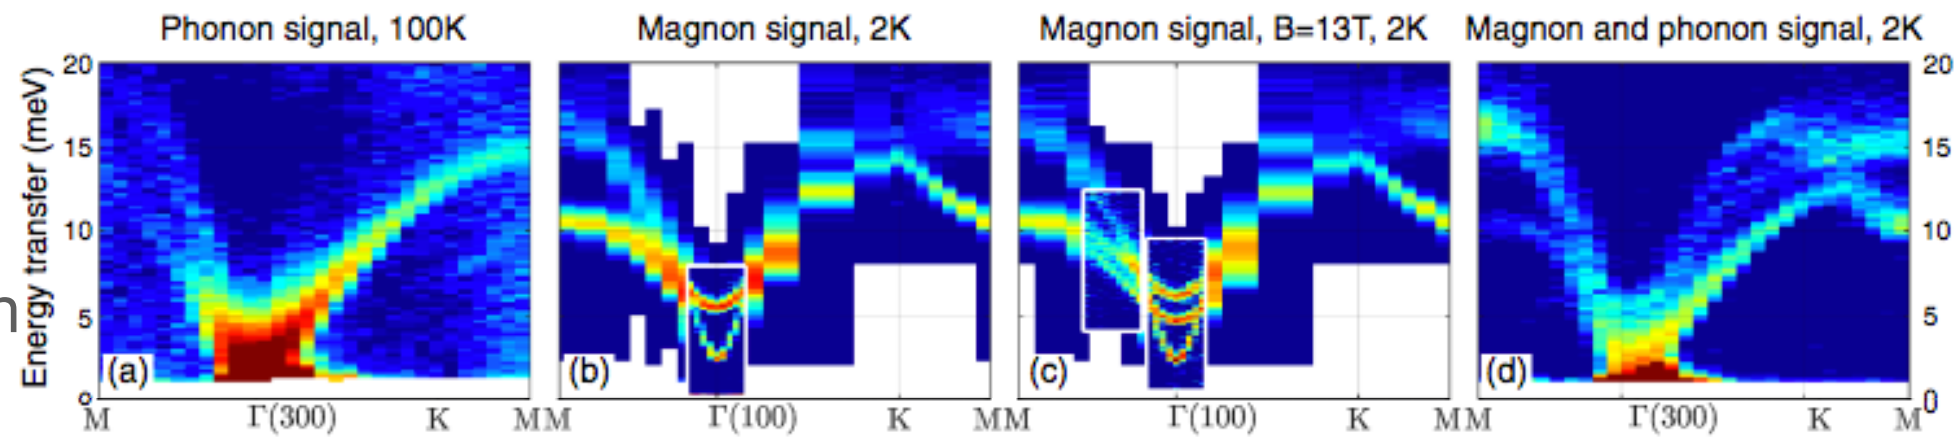 Phonon signal, 100K
Magnon signal, 2K
Magnon signal, B=13T, 2K
Magnon and phonon signal, 2K
Energy transfer (meV)
20
15
10
5
0
n
(a)
(b)
(c)
(d)
20
15
10
5
0
M Γ(300) K M
M Γ(100) K M
Γ(100) K M
Γ(300) K M